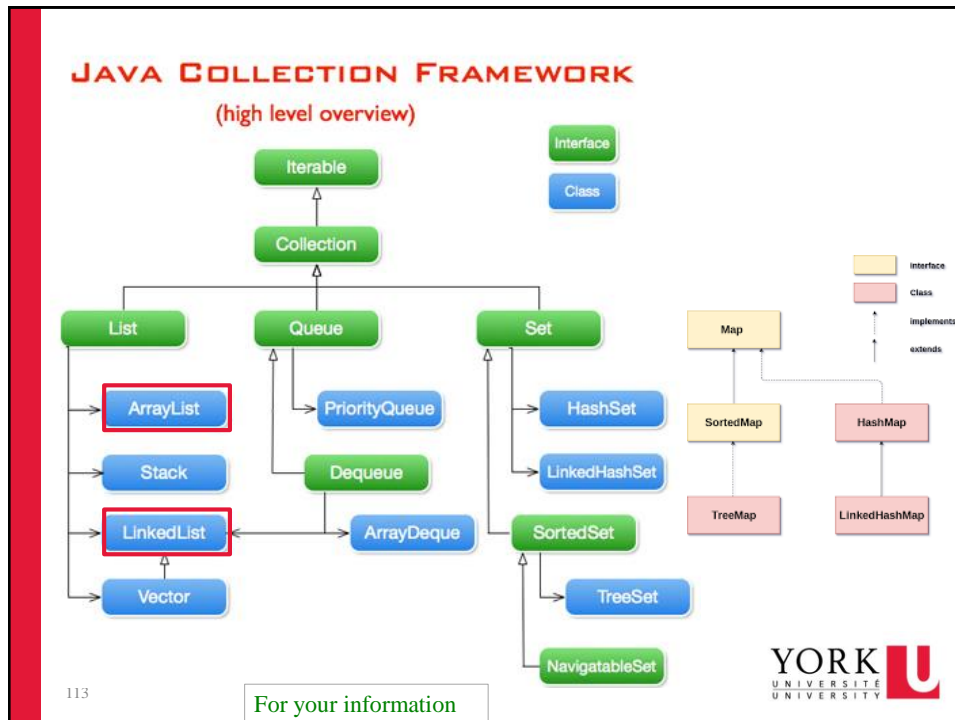 JAVA COLLECTION FRAMEWORK
(high level overview)
Interface
Class
Iterable
Collection
List
Queue
Set
ArrayList
PriorityQueue
HashSet
Stack
Dequeue
LinkedHashSet
LinkedList
ArrayDeque
SortedSet
Vector
TreeSet
NavigatableSet
Interface
Class
implements
extends
Map
SortedMap
HashMap
TreeMap
LinkedHashMap
113
For your information
YORK U
UNIVERSITÉ
UNIVERSITY